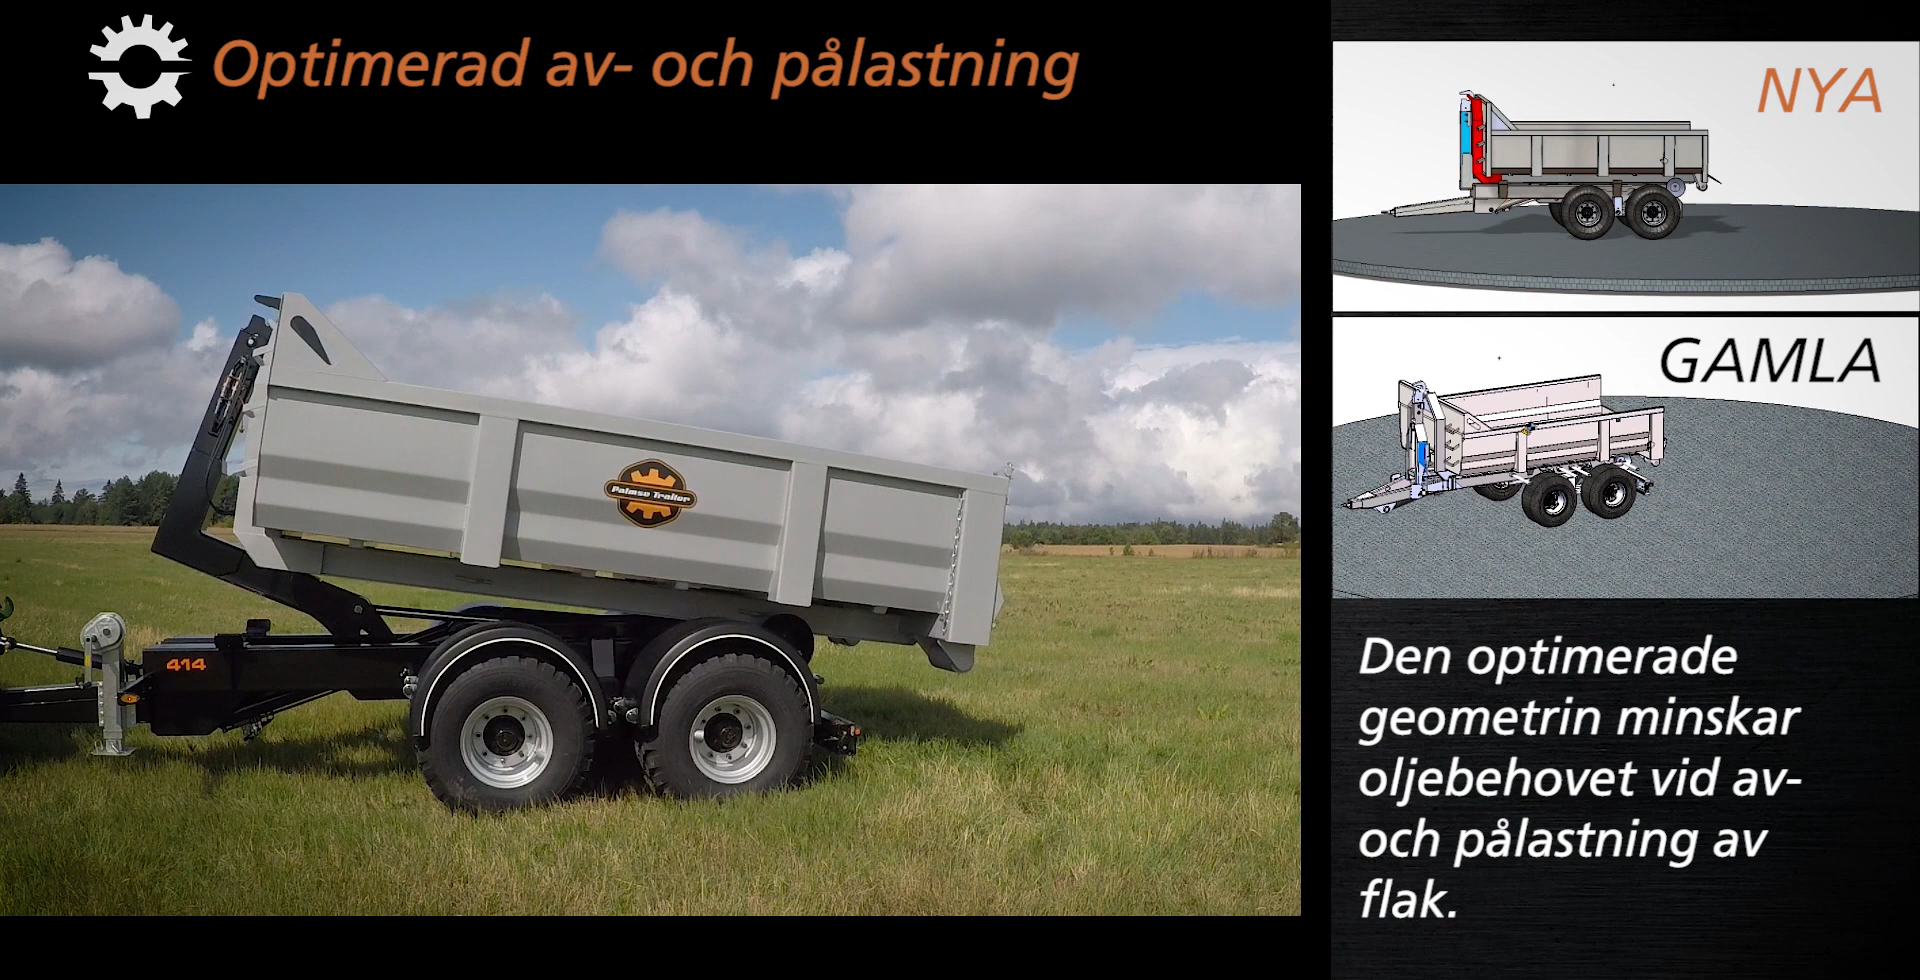 Optimerad av- och pålastning
NYA
GAMLA
Palmse Trailer
414
Den optimerade
geometrin minskar
oljebehovet vid av-
och pålastning av
flak.